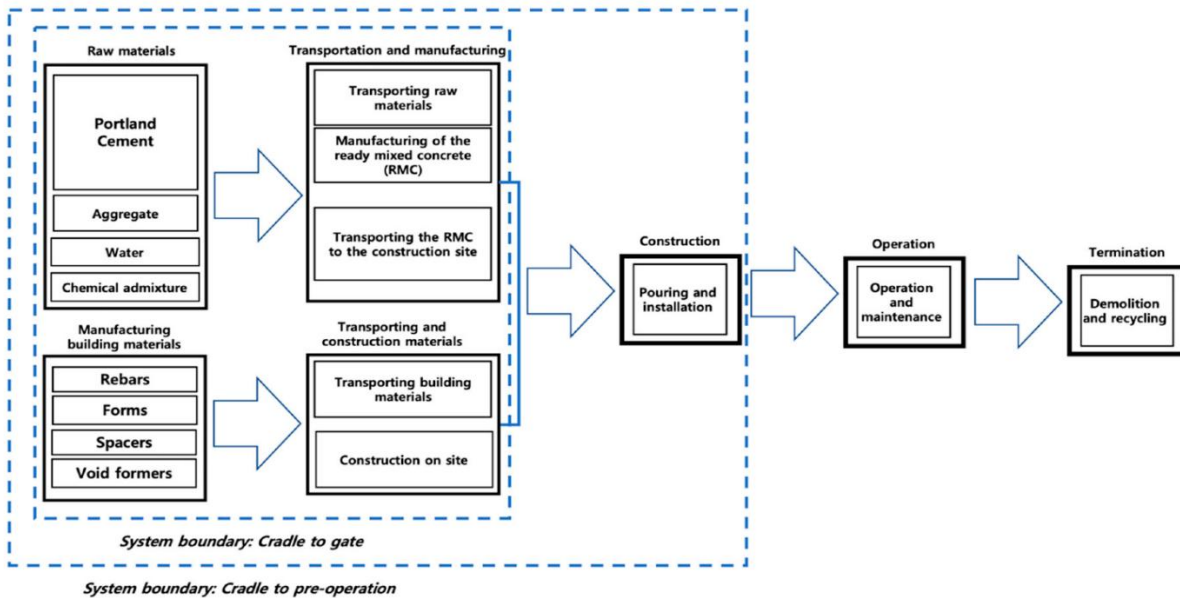 Raw materials
Portland
Cement
Aggregate
Water
Chemical admixture
Transportation and manufacturing
Transporting raw
materials
Manufacturing of the
ready mixed concrete
(RMC)
Transporting the RMC
to the construction site
Manufacturing
building materials
Rebars
Forms
Spacers
Void formers
Transporting and
construction materials
Transporting building
materials
Construction on site
Construction
Pouring and
installation
Operation
Operation
and
maintenance
Termination
Demolition
and recycling
System boundary: Cradle to gate
System boundary: Cradle to pre-operation